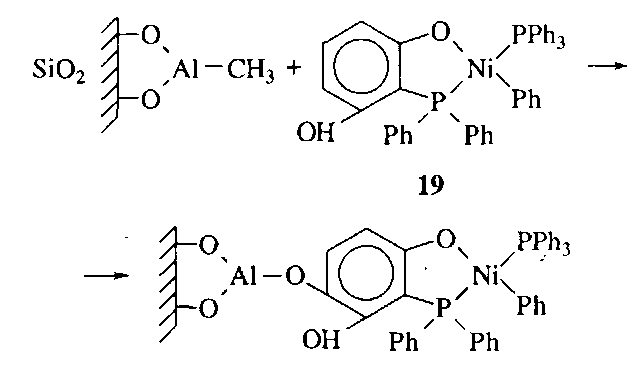 SiO2 O O Al—CH3 + OH O P Ph Ph Ni PPh3 Ph →
19
→ O O Al—O OH O P Ph Ph Ni PPh3 Ph